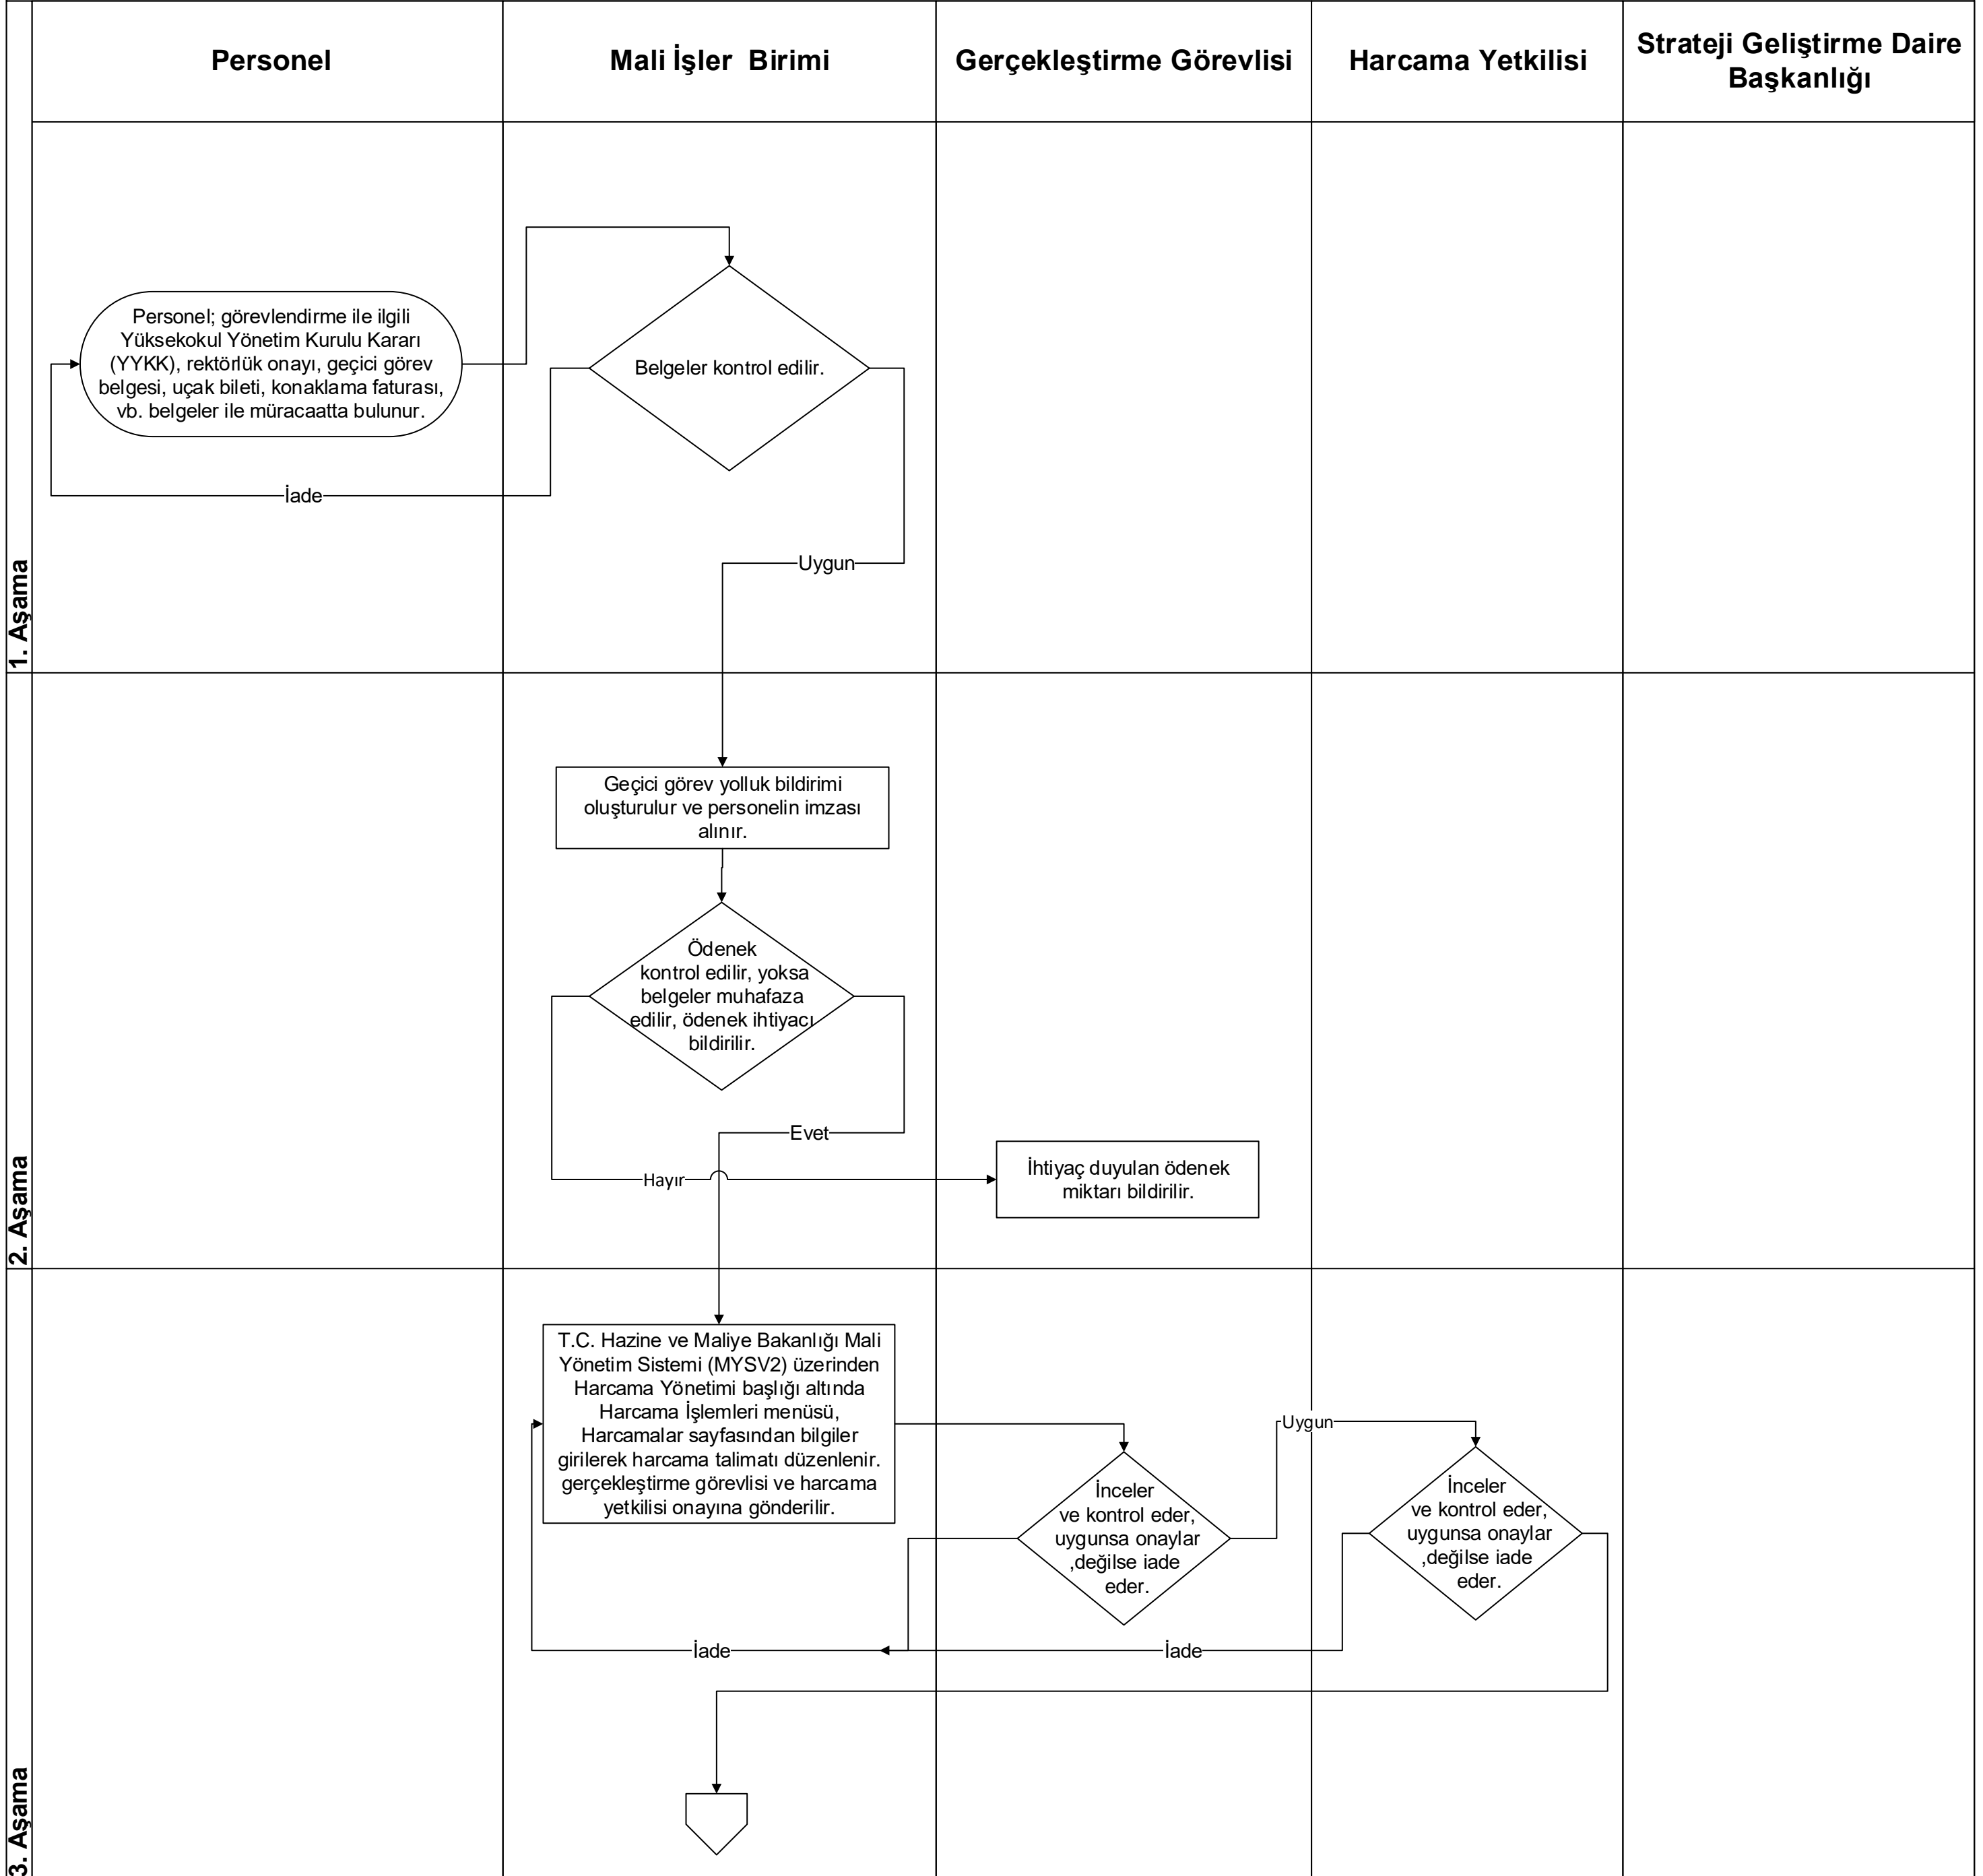 Personel
Mali İşler Birimi
Gerçekleştirme Görevlisi
Harcama Yetkilisi
Strateji Geliştirme Daire
Başkanlığı
1. Aşama
Personel; görevlendirme ile ilgili
Yüksekokul Yönetim Kurulu Kararı
(YYKK), rektörlük onayı, geçici görev
belgesi, uçak bileti, konaklama faturası,
vb. belgeler ile müracaatta bulunur.
Belgeler kontrol edilir.
İade
Uygun
2. Aşama
Geçici görev yolluk bildirimi
oluşturulur ve personelin imzası
alınır.
Ödenek
kontrol edilir, yoksa
belgeler muhafaza
edilir, ödenek ihtiyacı
bildirilir.
Evet
Hayır
İhtiyaç duyulan ödenek
miktarı bildirilir.
3. Aşama
T.C. Hazine ve Maliye Bakanlığı Mali
Yönetim Sistemi (MYSV2) üzerinden
Harcama Yönetimi başlığı altında
Harcama İşlemleri menüsü,
Harcamalar sayfasından bilgiler
girilerek harcama talimatı düzenlenir.
gerçekleştirme görevlisi ve harcama
yetkilisi onayına gönderilir.
İnceler
ve kontrol eder,
uygunsa onaylar
,değilse iade
eder.
Uygun
İnceler
ve kontrol eder,
uygunsa onaylar
,değilse iade
eder.
İade
İade